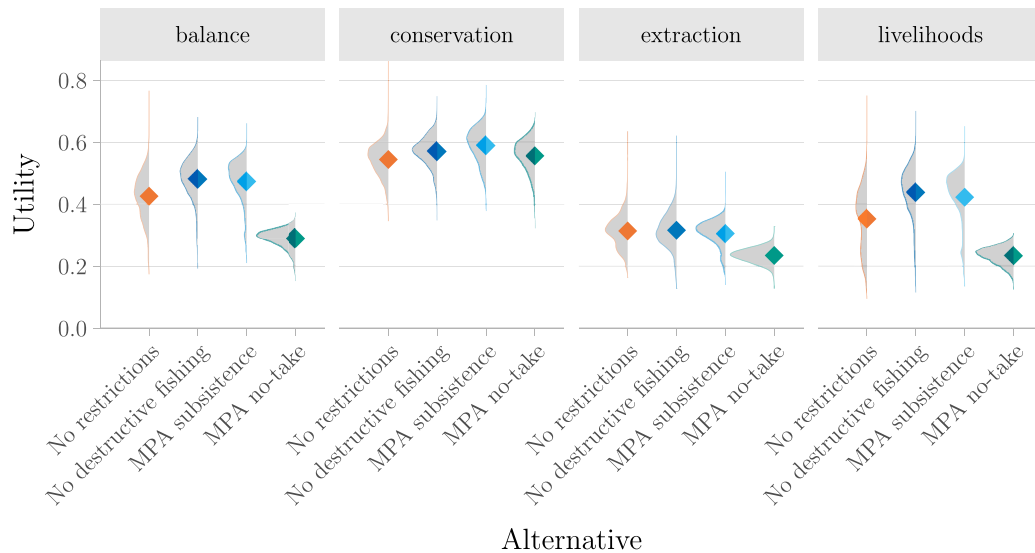 balance
conservation
extraction
livelihoods
Utility
0.8
0.6
0.4
0.2
0.0
No restrictions
No destructive fishing
MPA subsistence
MPA no-take
No restrictions
No destructive fishing
MPA subsistence
MPA no-take
No restrictions
No destructive fishing
MPA subsistence
MPA no-take
No restrictions
No destructive fishing
MPA subsistence
MPA no-take
Alternative